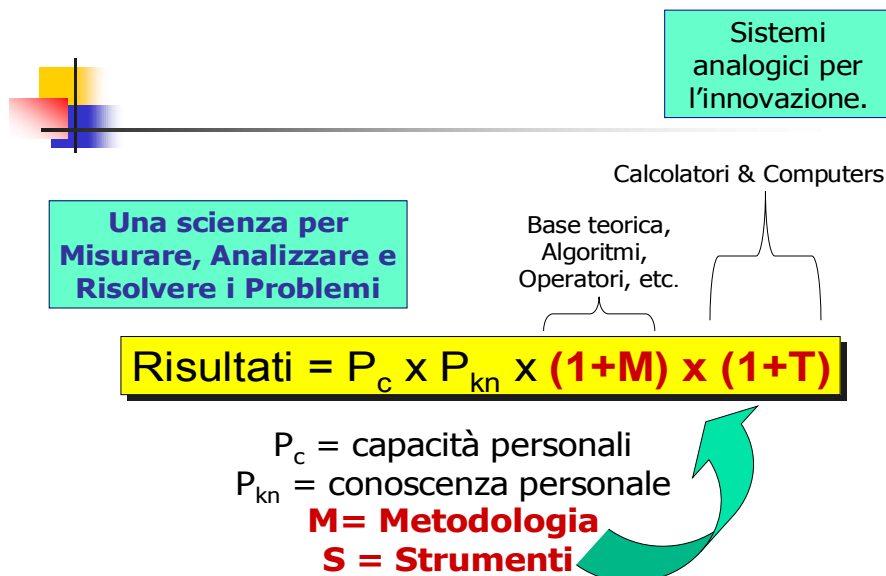 Sistemi
analogici per
l'innovazione.
Calcolatori & Computers
Una scienza per
Misurare, Analizzare e
Risolvere i Problemi
Base teorica,
Algoritmi,
Operatori, etc.
Risultati = Pc x Pkn x (1+M) x (1+T)
Pc = capacità personali
Pkn = conoscenza personale
M= Metodologia
S = Strumenti